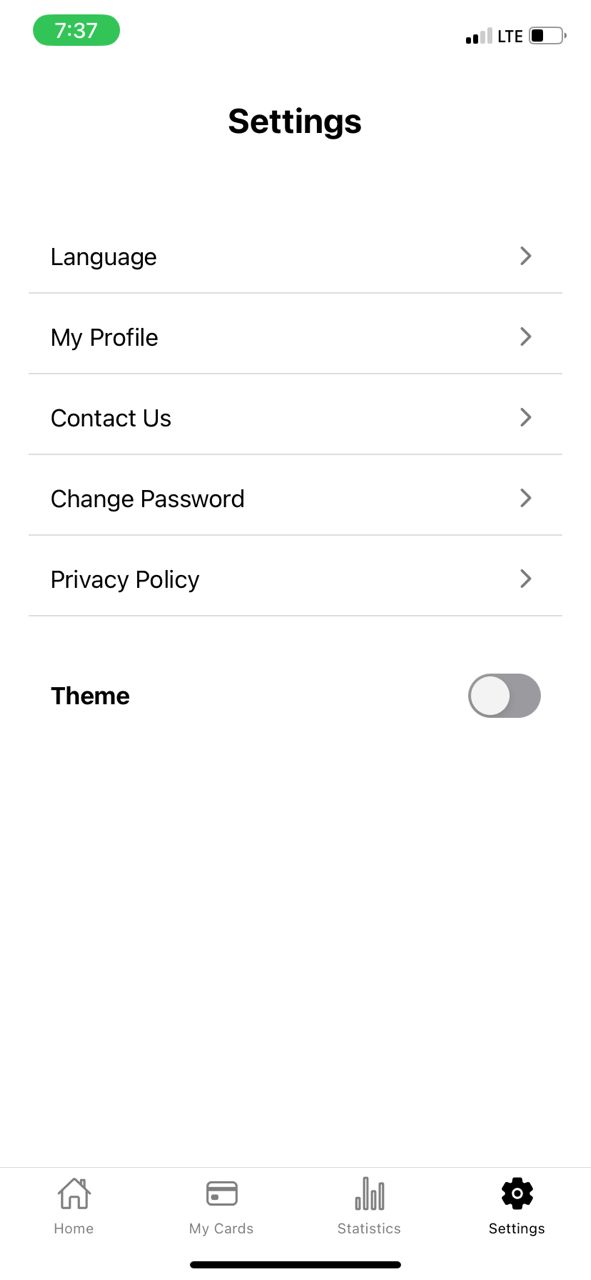 7:37
LTE
Settings
Language
My Profile
Contact Us
Change Password
Privacy Policy
Theme
Home
My Cards
Statistics
Settings